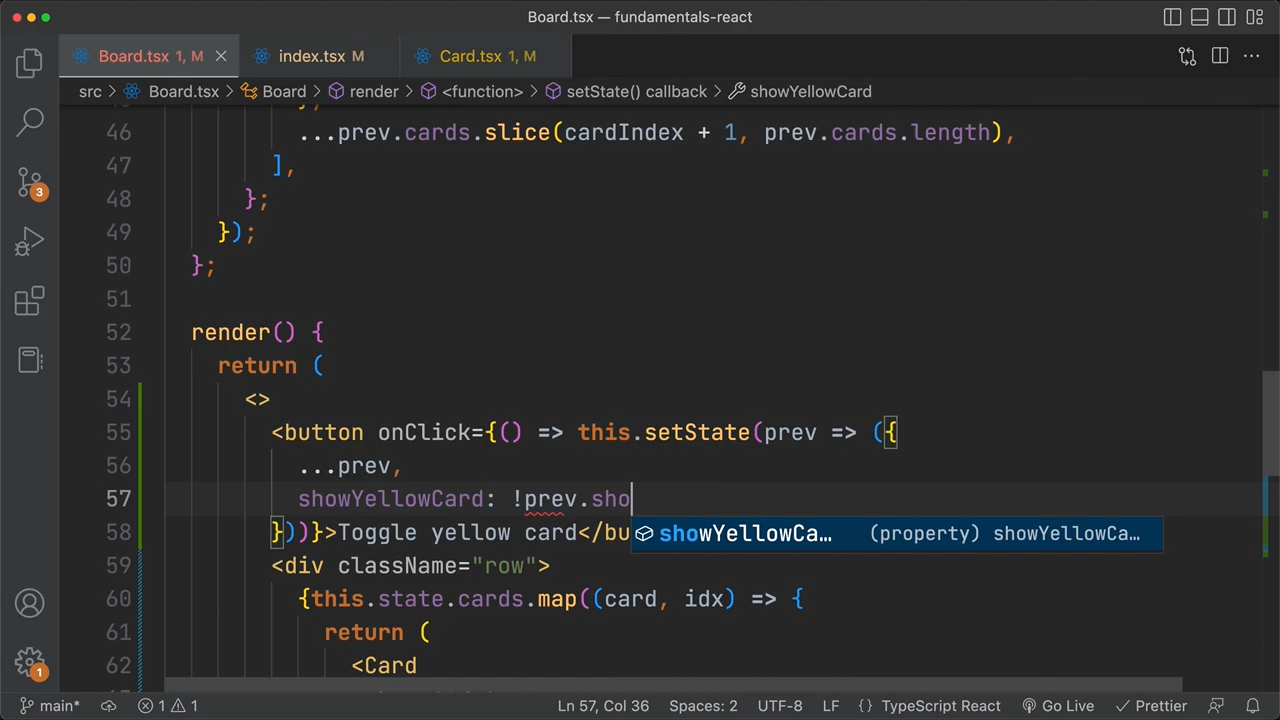 Board.tsx — fundamentals-react
Board.tsx 1, M
index.tsx M
Card.tsx 1, M
src > Board.tsx > Board > render > <function> > setState() callback > showYellowCard
46 ...prev.cards.slice(cardIndex + 1, prev.cards.length),
47 ],
48 };
49 });
50 };
51
52 render() {
53 return (
54 <>
55 <button onClick={() => this.setState(prev => ({
56 ...prev,
57 showYellowCard: !prev.sho
showYellowCa… (property) showYellowCa…
58 }))}>Toggle yellow card</bu
59 <div className="row">
60 {this.state.cards.map((card, idx) => {
61 return (
62 <Card
3
1
main*
1
1
Ln 57, Col 36
Spaces: 2
UTF-8
LF
{} TypeScript React
Go Live
Prettier